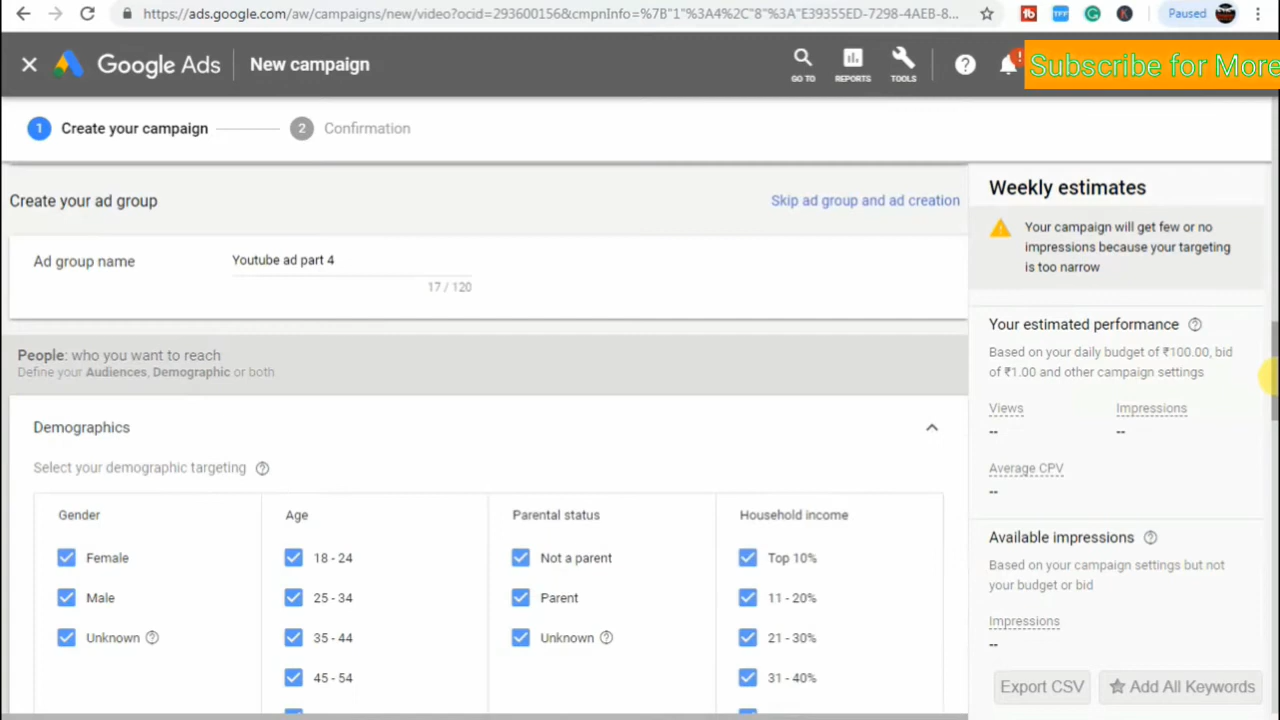 https://ads.google.com/aw/campaigns/new/video?ocid=293600156&cmpnInfo=%7B"1"%3A4%2C"8"%3A"E39355ED-7298-4AEB-8...
Paused
Google Ads
New campaign
GO TO
REPORTS
TOOLS
Subscribe for More
1 Create your campaign
2 Confirmation
Create your ad group
Skip ad group and ad creation
Ad group name
Youtube ad part 4
17 / 120
People: who you want to reach
Define your Audiences, Demographic or both
Demographics
Select your demographic targeting
Gender
Female
Male
Unknown
Age
18 - 24
25 - 34
35 - 44
45 - 54
Parental status
Not a parent
Parent
Unknown
Household income
Top 10%
11 - 20%
21 - 30%
31 - 40%
Weekly estimates
Your campaign will get few or no
impressions because your targeting
is too narrow
Your estimated performance
Based on your daily budget of ₹100.00, bid
of ₹1.00 and other campaign settings
Views
--
Impressions
--
Average CPV
--
Available impressions
Based on your campaign settings but not
your budget or bid
Impressions
--
Export CSV
Add All Keywords